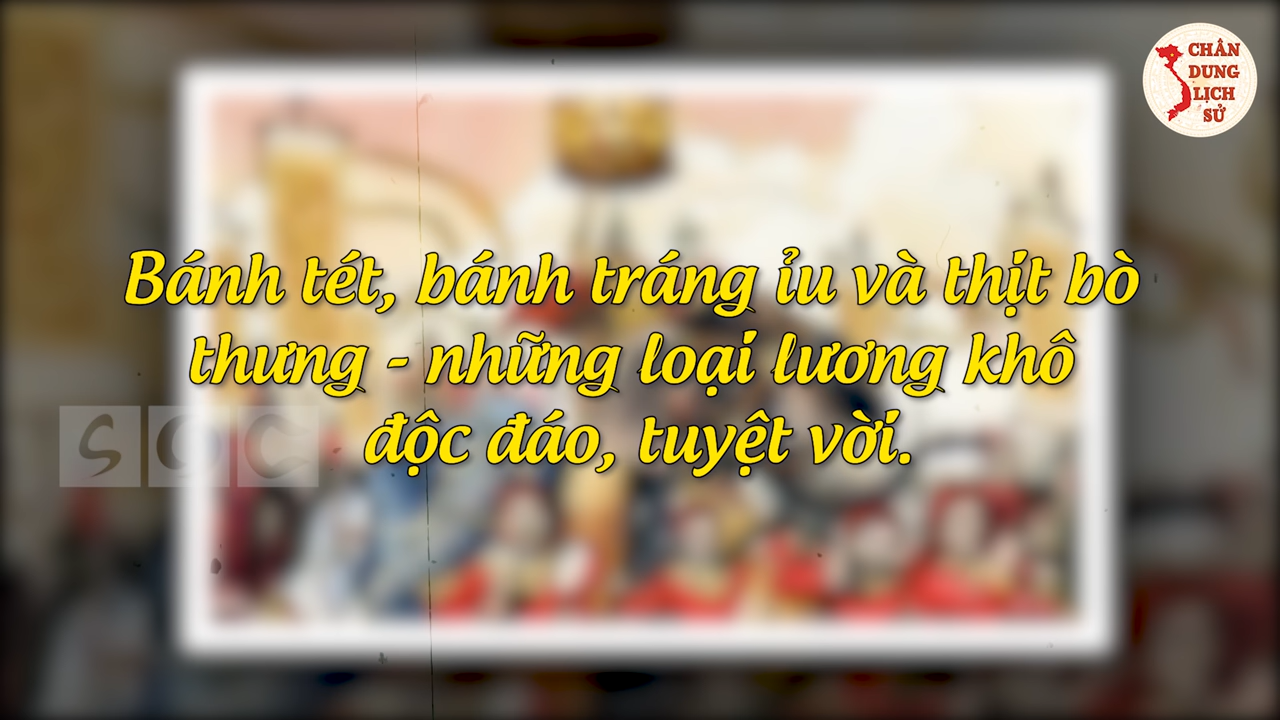 CHÂN
DUNG
LỊCH
SỬ
Bánh tét, bánh tráng ỉu và thịt bò
thưng - những loại lương khô
độc đáo, tuyệt vời.
SOC